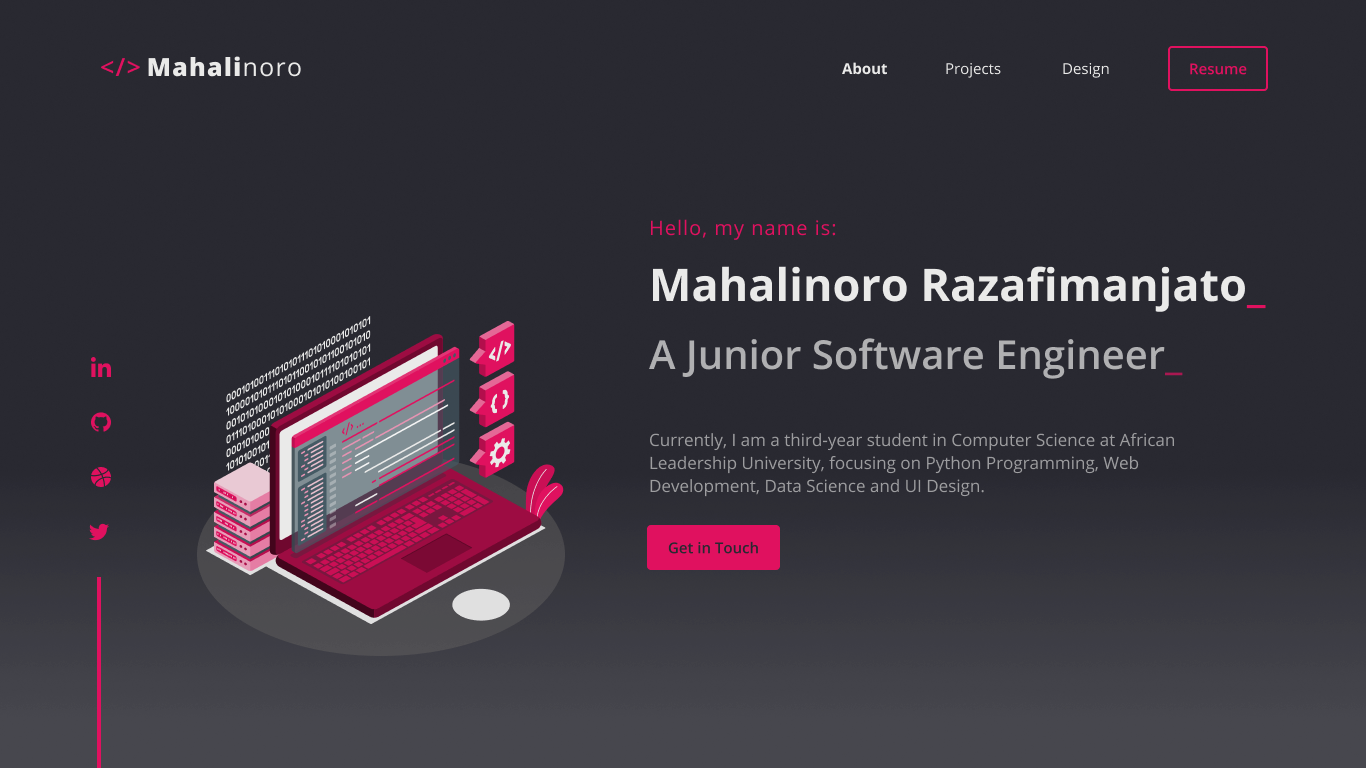 </> Mahalinoro
About Projects Design Resume
Hello, my name is:
Mahalinoro Razafimanjato_
A Junior Software Engineer_
Currently, I am a third-year student in Computer Science at African
Leadership University, focusing on Python Programming, Web
Development, Data Science and UI Design.
Get in Touch
in
</>
{}
</>...